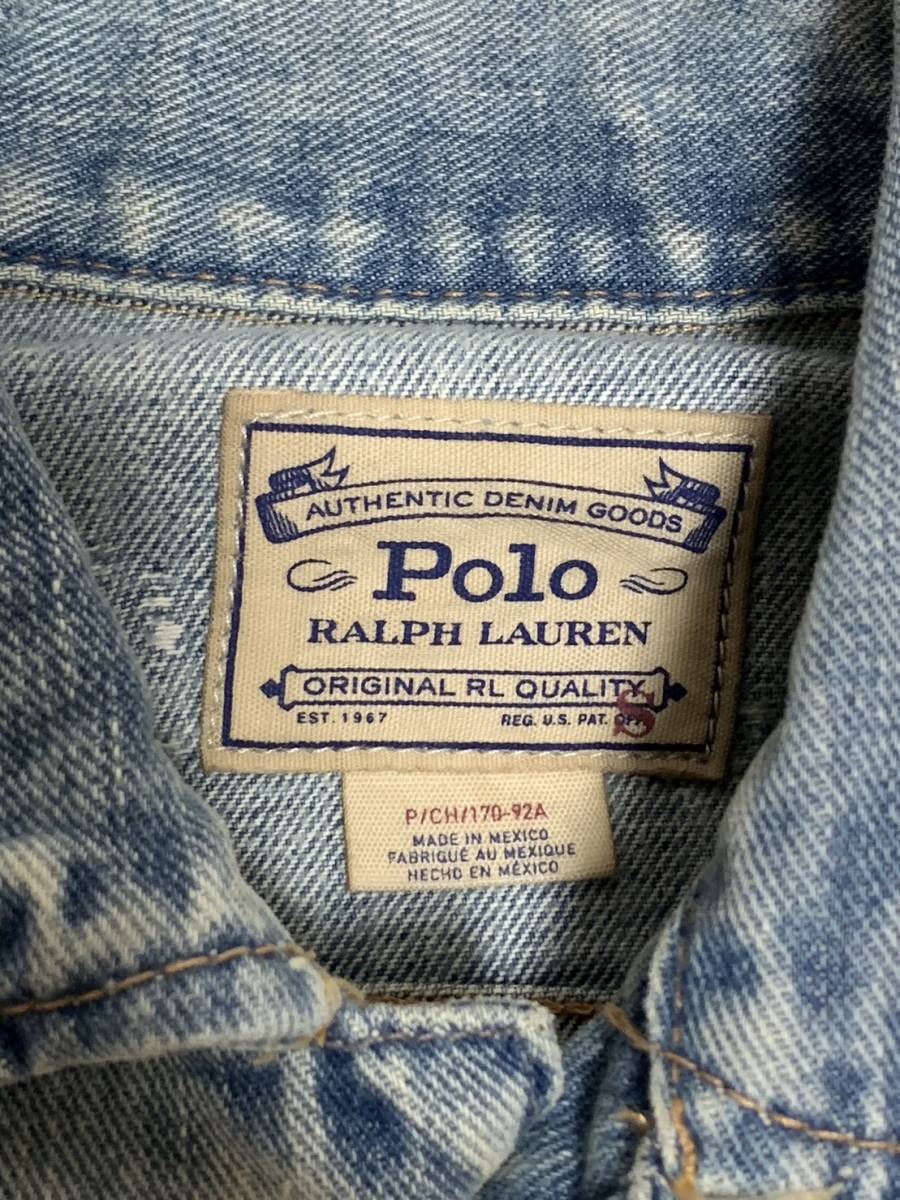 AUTHENTIC DENIM GOODS
Polo
RALPH LAUREN
ORIGINAL RL QUALITY
EST. 1967 REG. U.S. PAT. OFF.
S
P/CH/170-92A
MADE IN MEXICO
FABRIQUÉ AU MEXIQUE
HECHO EN MÉXICO